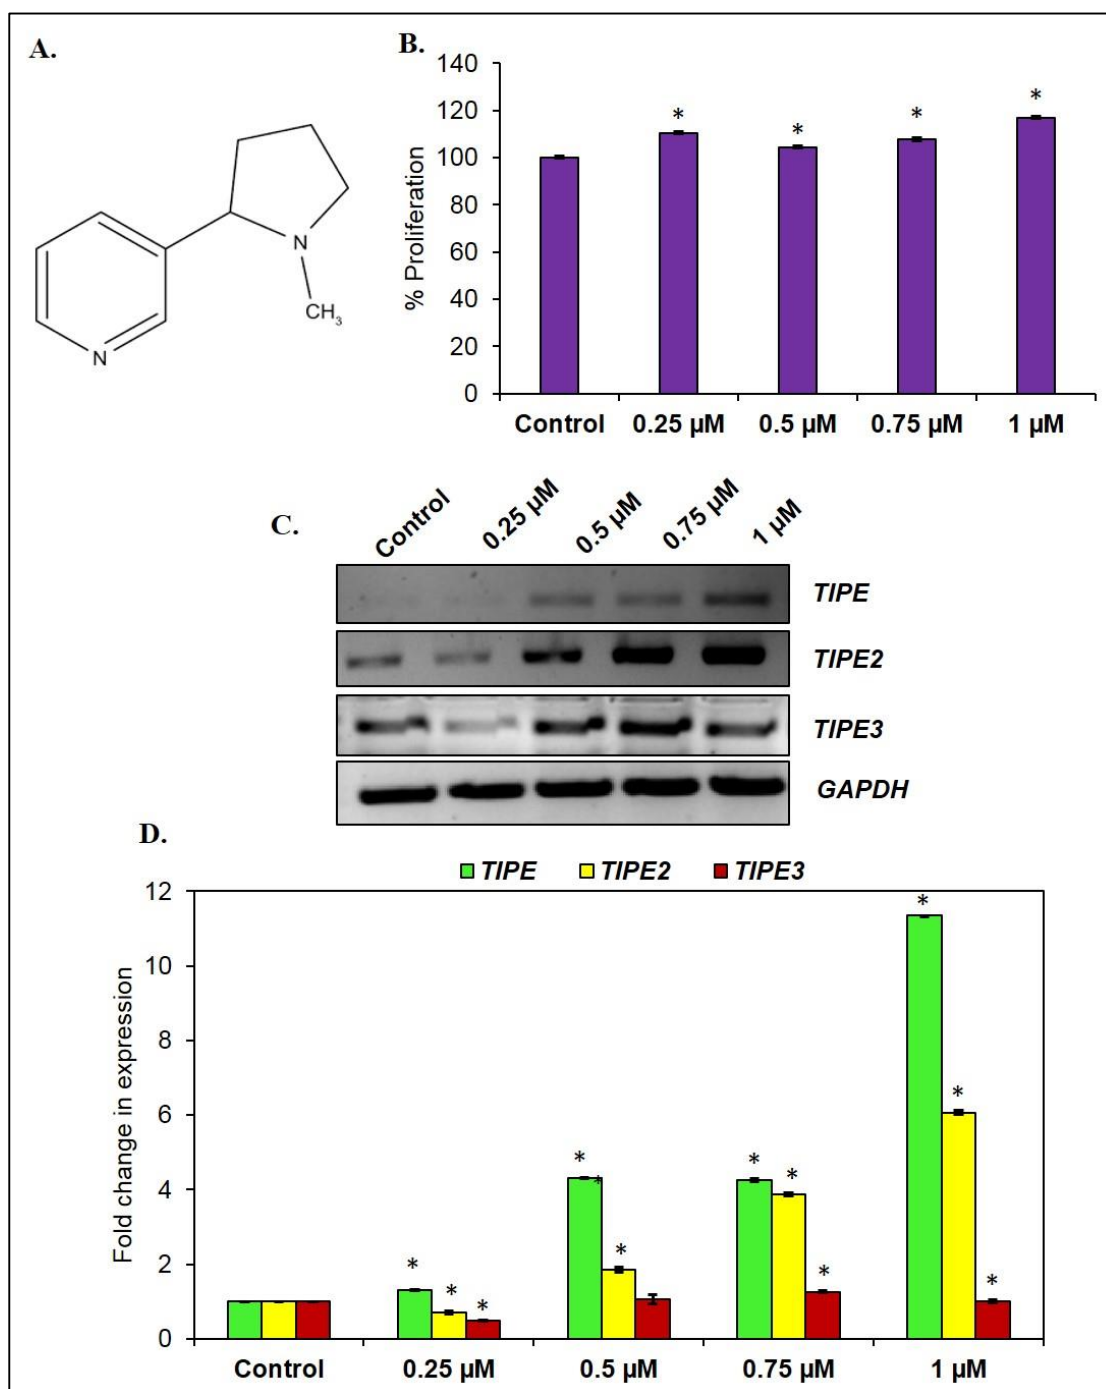 A.
N
CH3
N
B.
140
120
100
80
60
40
20
0
% Proliferation
* * * *
Control 0.25 µM 0.5 µM 0.75 µM 1 µM
C.
Control 0.25 µM 0.5 µM 0.75 µM 1 µM
TIPE
TIPE2
TIPE3
GAPDH
D.
TIPE TIPE2 TIPE3
12
10
8
6
4
2
0
Fold change in expression
* * * * * * * * * * * *
Control 0.25 µM 0.5 µM 0.75 µM 1 µM